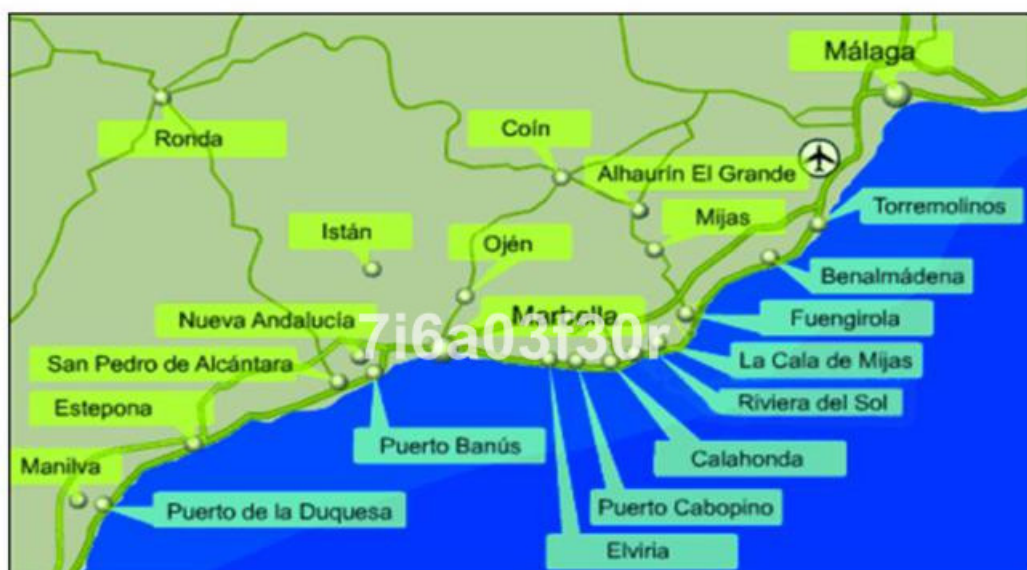 Málaga
Ronda
Coín
Alhaurín El Grande
Mijas
Torremolinos
Istán
Ojén
Benalmádena
Nueva Andalucía
Marbella
7i6a03f30r
Fuengirola
San Pedro de Alcántara
La Cala de Mijas
Estepona
Riviera del Sol
Puerto Banús
Calahonda
Manilva
Puerto de la Duquesa
Puerto Cabopino
Elviria